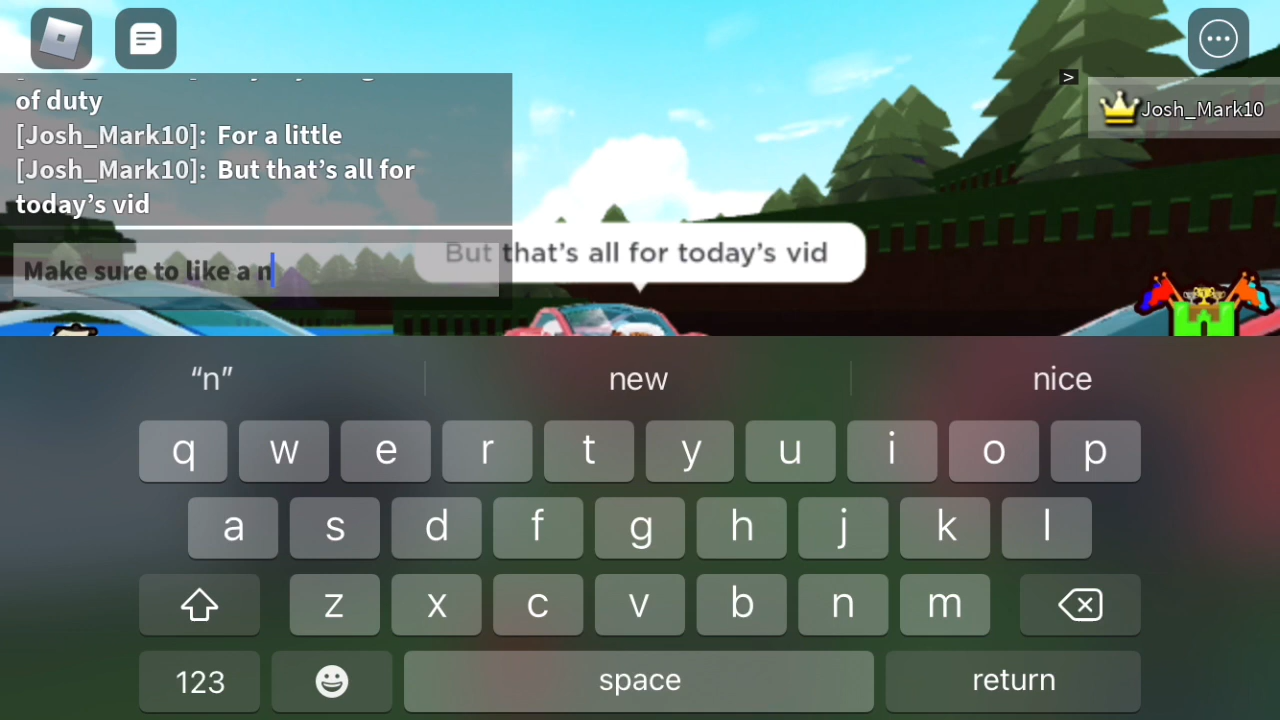 of duty
[Josh_Mark10]: For a little
[Josh_Mark10]: But that’s all for
today’s vid
Make sure to like a n
But that’s all for today’s vid
>
Josh_Mark10
“n” new nice
q w e r t y u i o p
a s d f g h j k l
z x c v b n m
123 space return